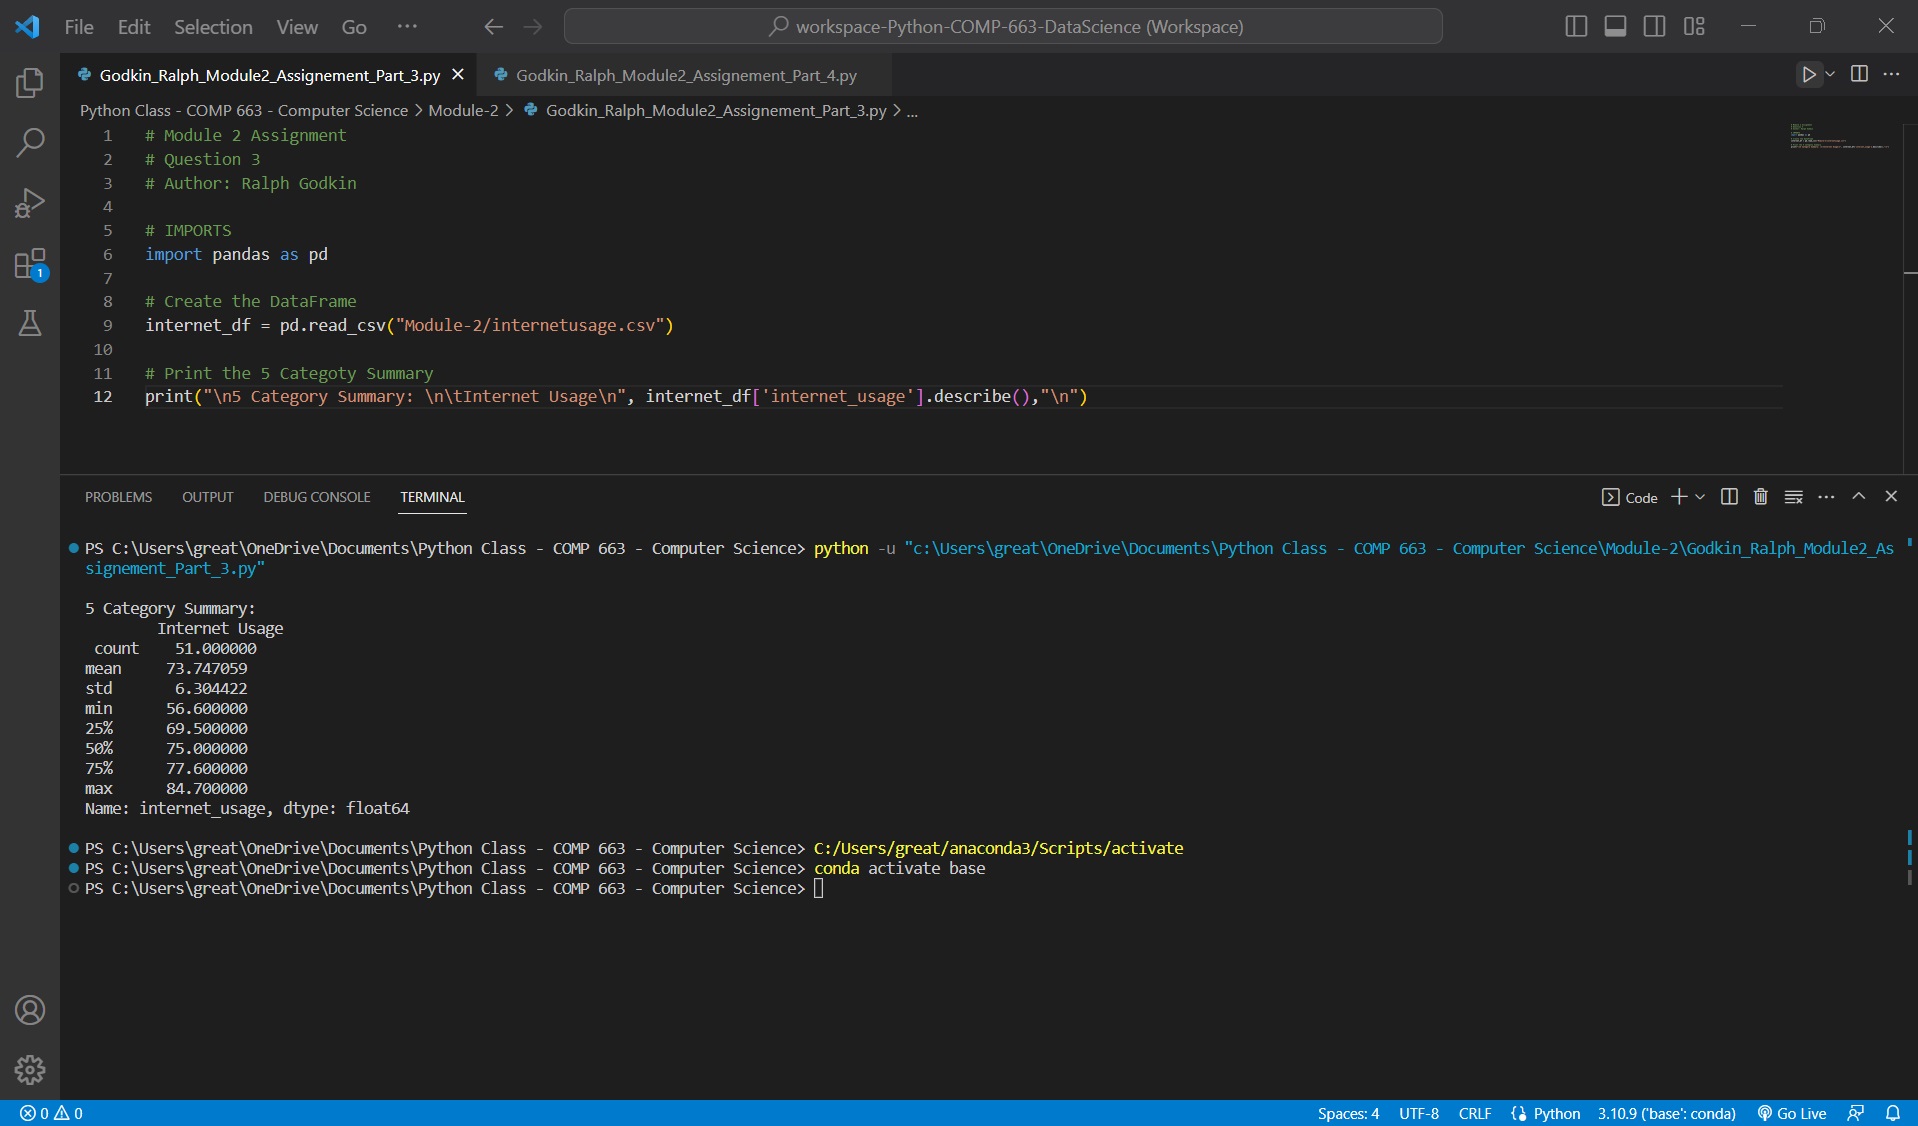 File Edit Selection View Go ··· workspace-Python-COMP-663-DataScience (Workspace)
Godkin_Ralph_Module2_Assignement_Part_3.py Godkin_Ralph_Module2_Assignement_Part_4.py
Python Class - COMP 663 - Computer Science > Module-2 > Godkin_Ralph_Module2_Assignement_Part_3.py > ...
1 # Module 2 Assignment
2 # Question 3
3 # Author: Ralph Godkin
4
5 # IMPORTS
6 import pandas as pd
7
8 # Create the DataFrame
9 internet_df = pd.read_csv("Module-2/internetusage.csv")
10
11 # Print the 5 Categoty Summary
12 print("\n5 Category Summary: \n\tInternet Usage\n", internet_df['internet_usage'].describe(),"\n")
PROBLEMS OUTPUT DEBUG CONSOLE TERMINAL Code
PS C:\Users\great\OneDrive\Documents\Python Class - COMP 663 - Computer Science> python -u "c:\Users\great\OneDrive\Documents\Python Class - COMP 663 - Computer Science\Module-2\Godkin_Ralph_Module2_As
signement_Part_3.py"
5 Category Summary:
Internet Usage
count 51.000000
mean 73.747059
std 6.304422
min 56.600000
25% 69.500000
50% 75.000000
75% 77.600000
max 84.700000
Name: internet_usage, dtype: float64
PS C:\Users\great\OneDrive\Documents\Python Class - COMP 663 - Computer Science> C:/Users/great/anaconda3/Scripts/activate
PS C:\Users\great\OneDrive\Documents\Python Class - COMP 663 - Computer Science> conda activate base
PS C:\Users\great\OneDrive\Documents\Python Class - COMP 663 - Computer Science>
1
0 0 Spaces: 4 UTF-8 CRLF Python 3.10.9 ('base': conda) Go Live